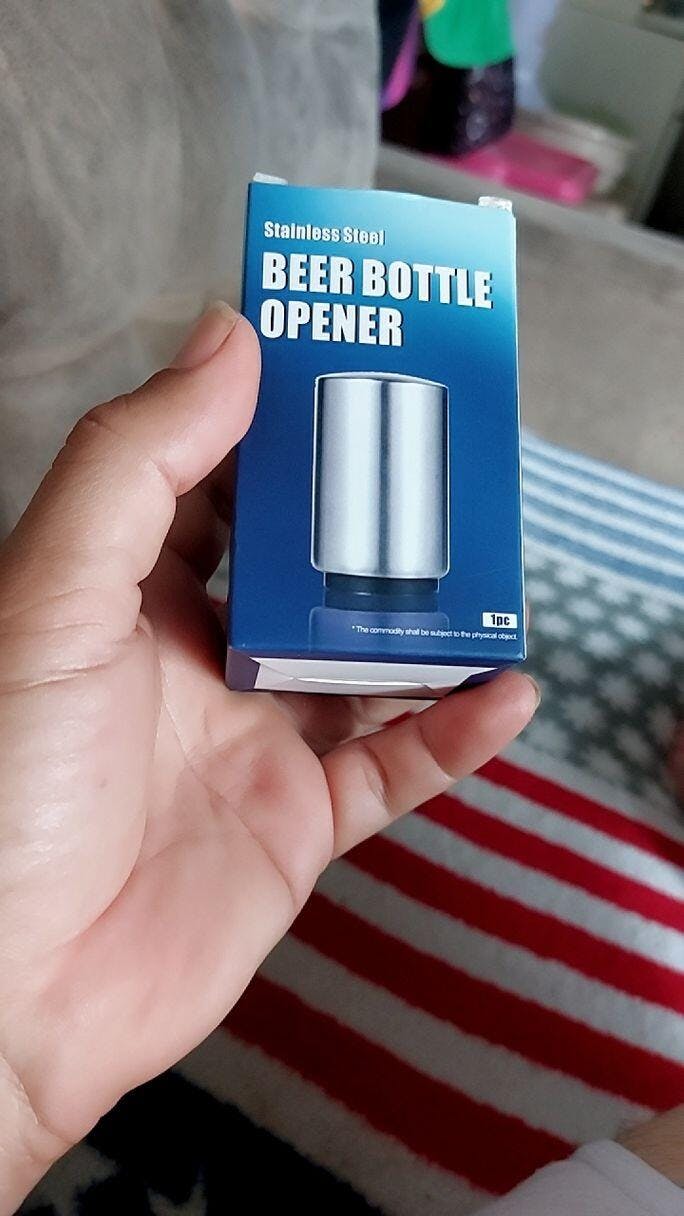 Stainless Steel
BEER BOTTLE
OPENER
1pc
* The commodity shall be subject to the physical object